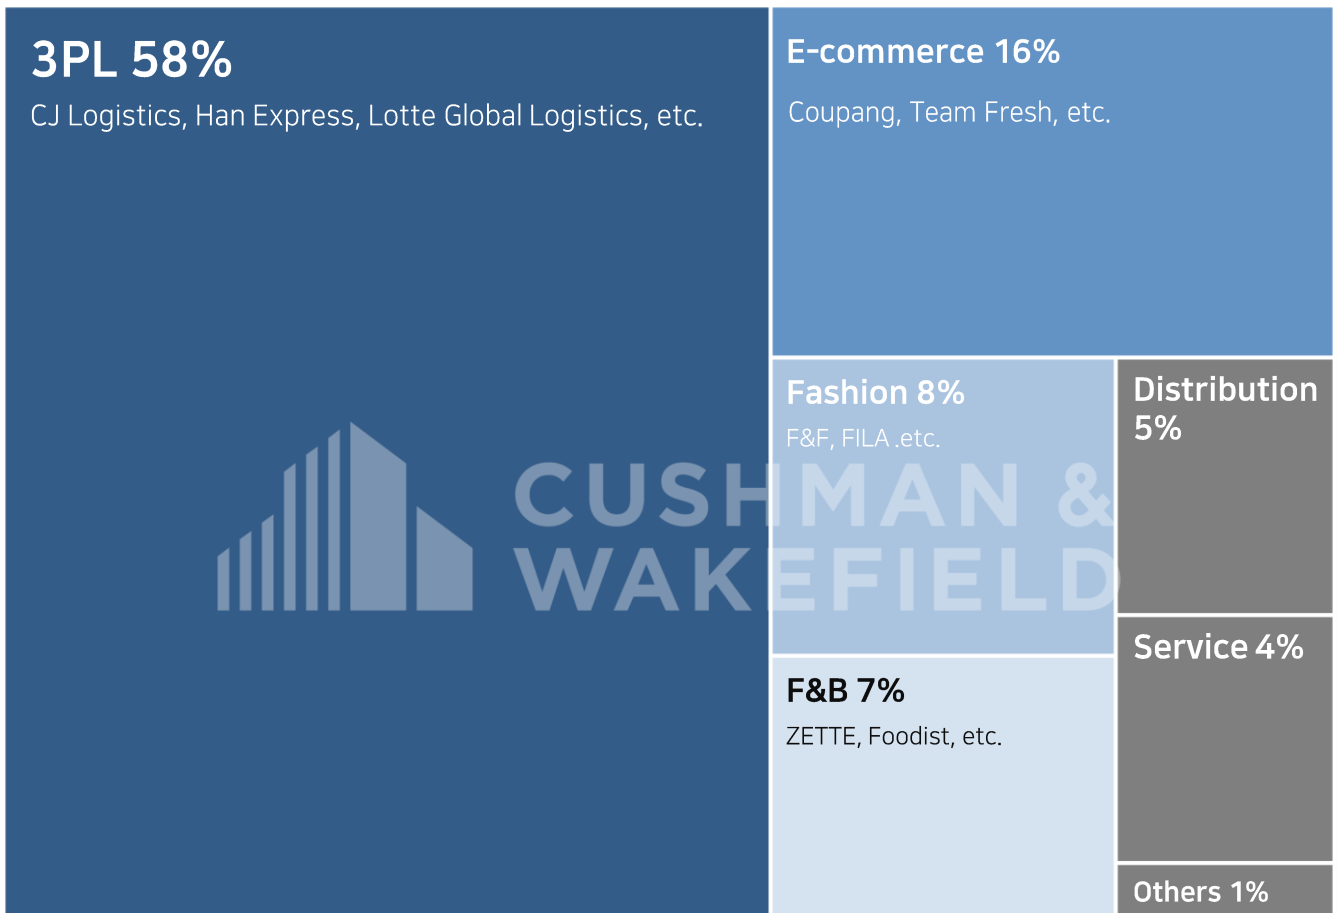 3PL 58%
CJ Logistics, Han Express, Lotte Global Logistics, etc.
E-commerce 16%
Coupang, Team Fresh, etc.
Fashion 8%
F&F, FILA .etc.
Distribution
5%
CUSHMAN &
WAKEFIELD
Service 4%
F&B 7%
ZETTE, Foodist, etc.
Others 1%